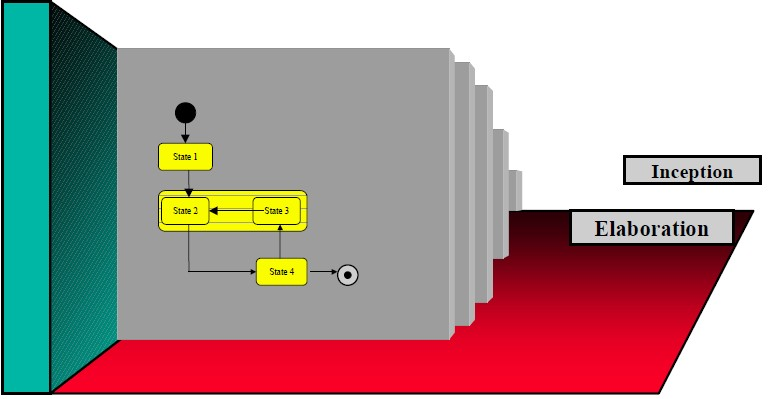 State 1
State 2
State 3
State 4
Inception
Elaboration